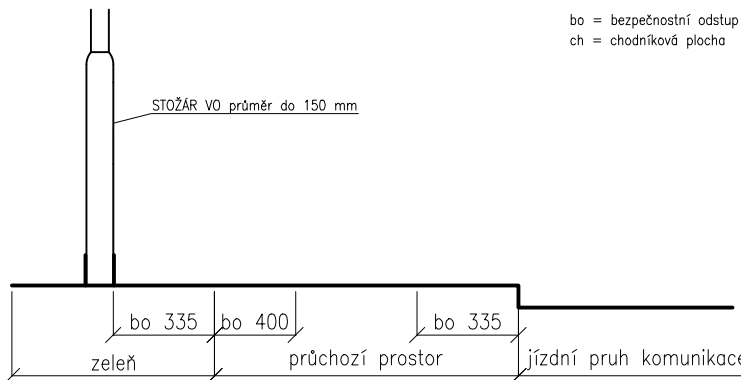 bo = bezpečnostní odstup
ch = chodníková plocha
STOŽÁR VO průměr do 150 mm
bo 335
bo 400
bo 335
zeleň
průchozí prostor
jízdní pruh komunikace